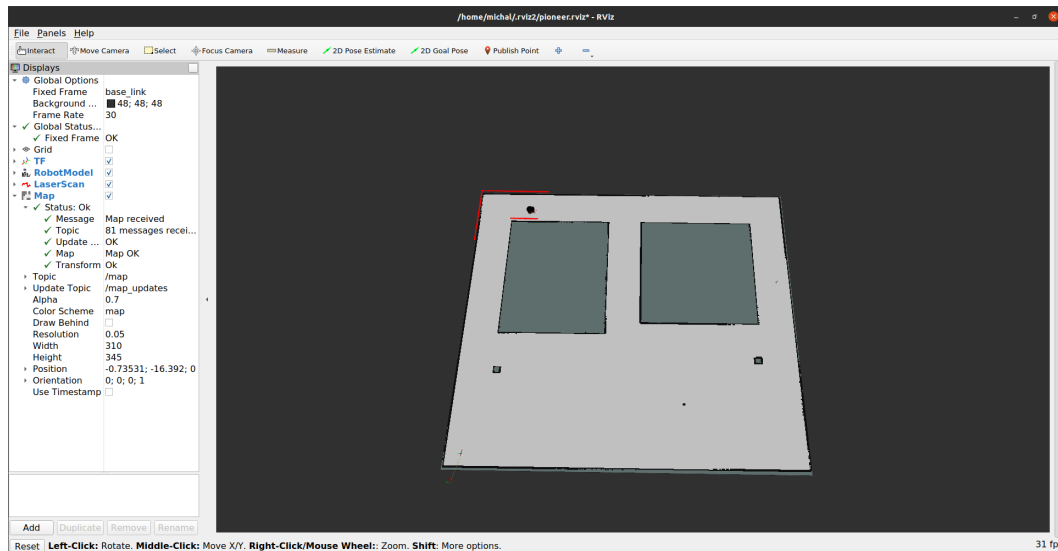 /home/michal/.rviz2/pioneer.rviz* - RViz
File Panels Help
Interact Move Camera Select Focus Camera Measure 2D Pose Estimate 2D Goal Pose Publish Point
Displays
Global Options
Fixed Frame base_link
Background ... 48; 48; 48
Frame Rate 30
Global Status...
Fixed Frame OK
Grid
TF
RobotModel
LaserScan
Map
Status: Ok
Message Map received
Topic 81 messages recei...
Update ... OK
Map Map OK
Transform Ok
Topic /map
Update Topic /map_updates
Alpha 0.7
Color Scheme map
Draw Behind
Resolution 0.05
Width 310
Height 345
Position -0.73531; -16.392; 0
Orientation 0; 0; 0; 1
Use Timestamp
Add Duplicate Remove Rename
Reset Left-Click: Rotate. Middle-Click: Move X/Y. Right-Click/Mouse Wheel:: Zoom. Shift: More options. 31 fp